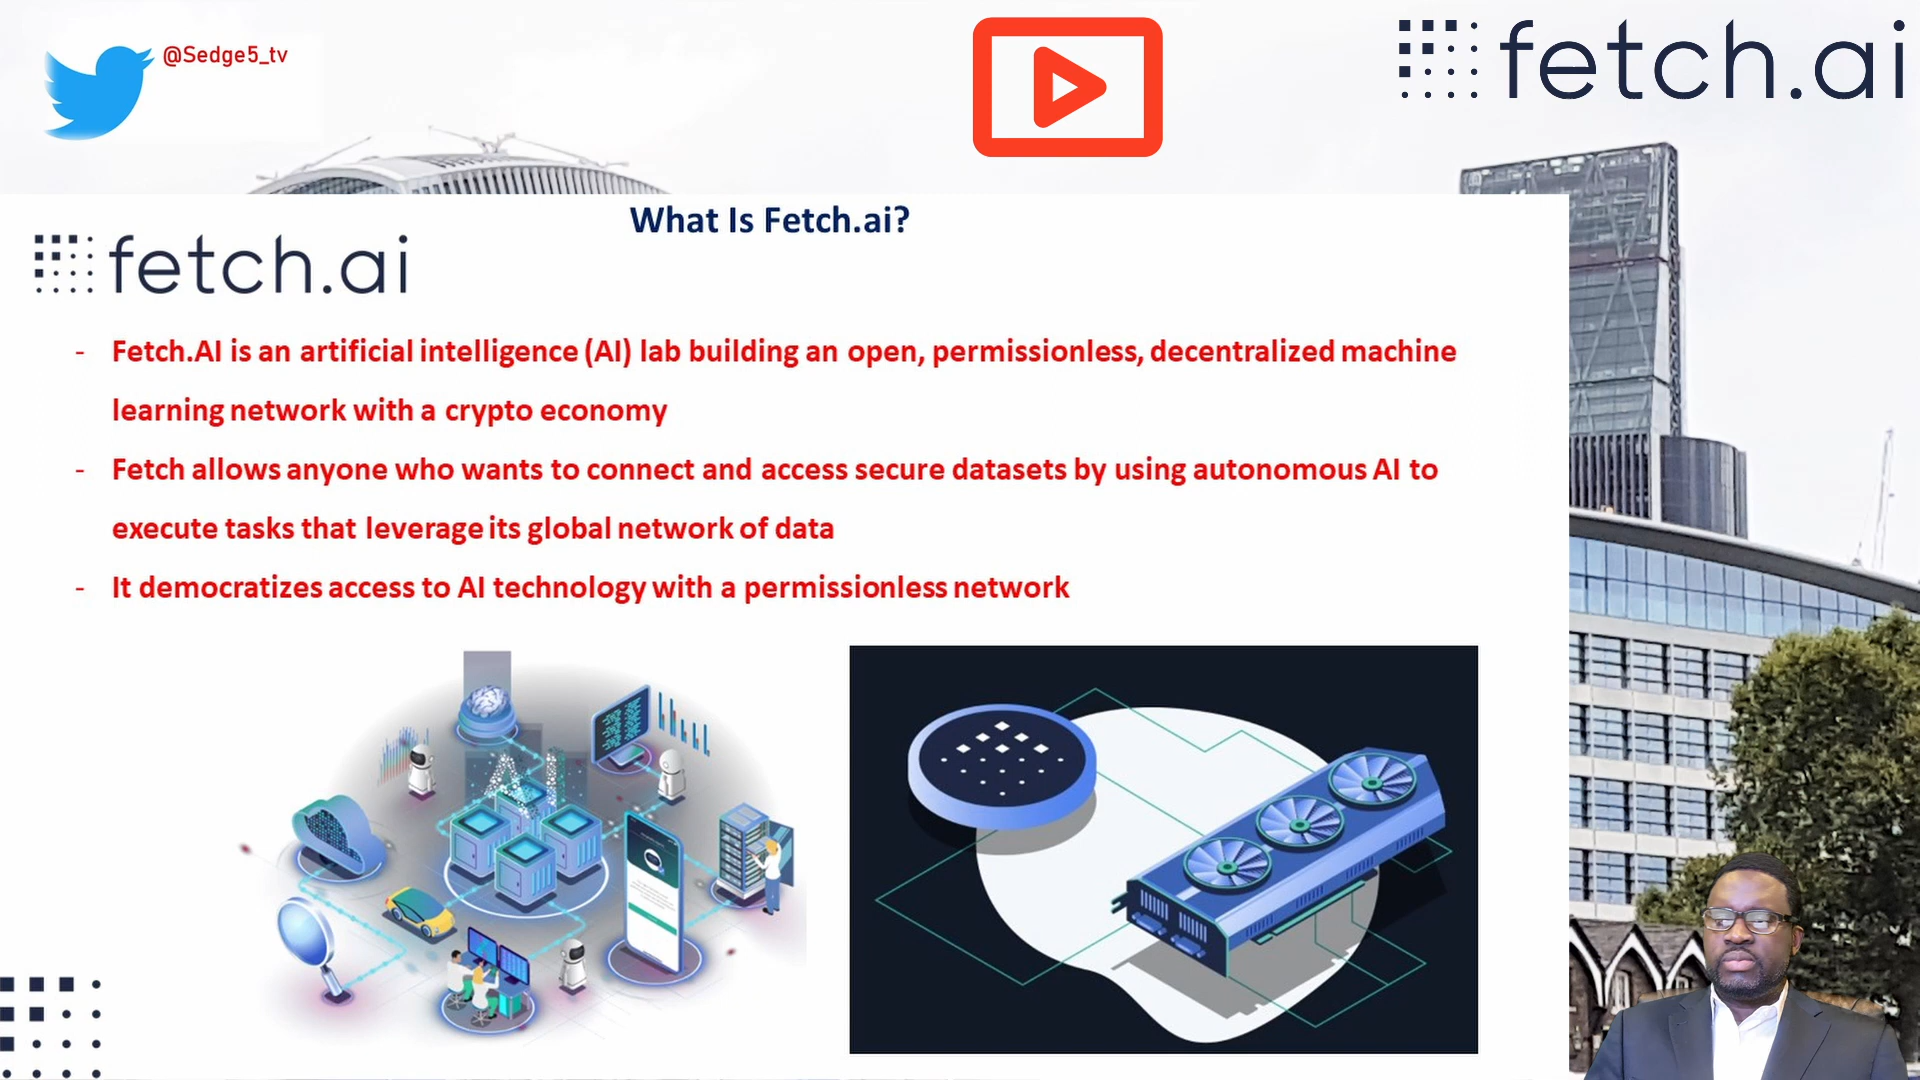 @Sedge5_tv
fetch.ai
What Is Fetch.ai?
fetch.ai
- Fetch.AI is an artificial intelligence (AI) lab building an open, permissionless, decentralized machine
learning network with a crypto economy
- Fetch allows anyone who wants to connect and access secure datasets by using autonomous AI to
execute tasks that leverage its global network of data
- It democratizes access to AI technology with a permissionless network
AI